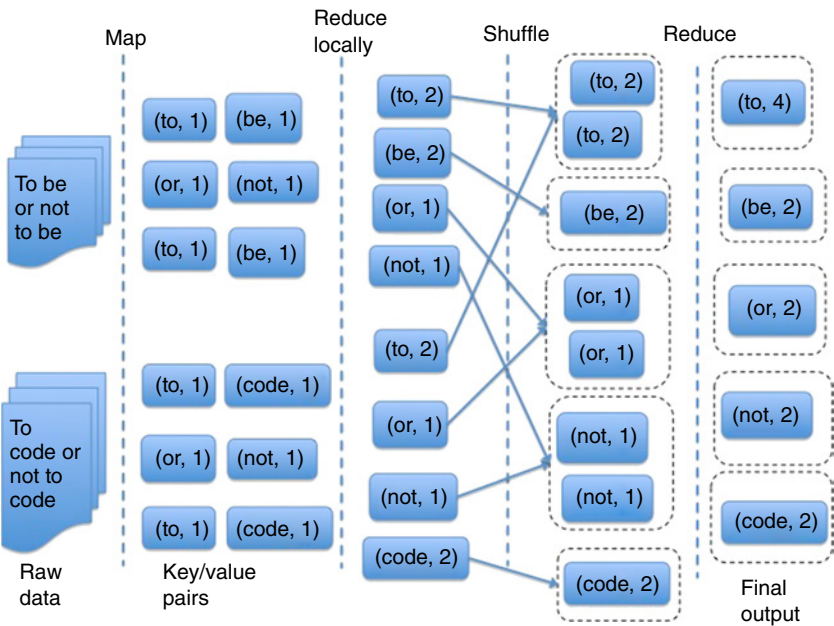 Map
Reduce
locally
Shuffle
Reduce
To be
or not
to be
To
code or
not to
code
(to, 1)
(be, 1)
(or, 1)
(not, 1)
(to, 1)
(be, 1)
(to, 1)
(code, 1)
(or, 1)
(not, 1)
(to, 1)
(code, 1)
(to, 2)
(be, 2)
(or, 1)
(not, 1)
(to, 2)
(or, 1)
(not, 1)
(code, 2)
(to, 2)
(to, 2)
(be, 2)
(or, 1)
(or, 1)
(not, 1)
(not, 1)
(code, 2)
(to, 4)
(be, 2)
(or, 2)
(not, 2)
(code, 2)
Raw
data
Key/value
pairs
Final
output